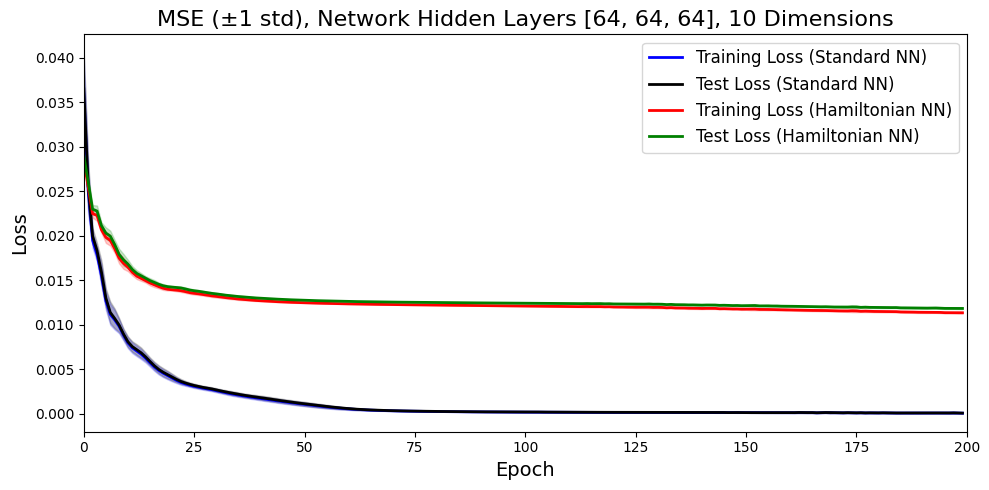 MSE (±1 std), Network Hidden Layers [64, 64, 64], 10 Dimensions
Loss
0.040
0.035
0.030
0.025
0.020
0.015
0.010
0.005
0.000
Training Loss (Standard NN)
Test Loss (Standard NN)
Training Loss (Hamiltonian NN)
Test Loss (Hamiltonian NN)
0 25 50 75 100 125 150 175 200
Epoch